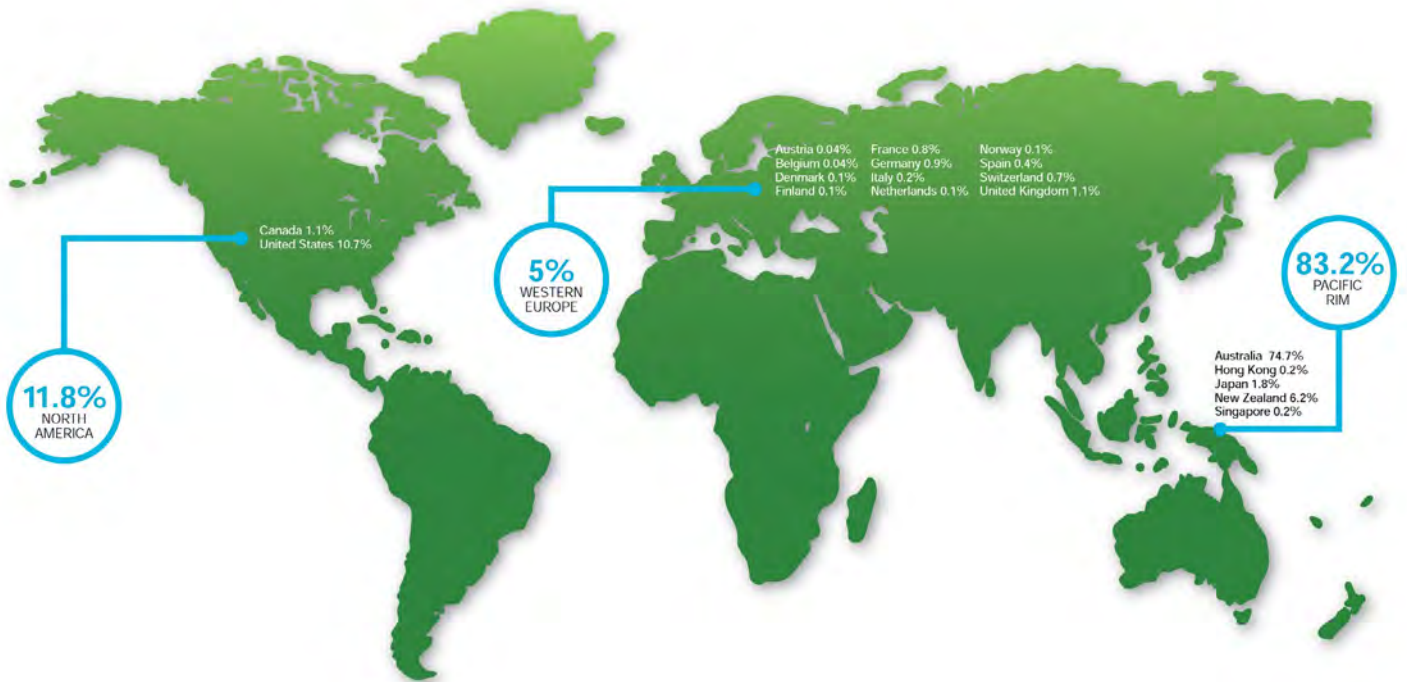 Austria 0.04%
Belgium 0.04%
Denmark 0.1%
Finland 0.1%
France 0.8%
Germany 0.9%
Italy 0.2%
Netherlands 0.1%
Norway 0.1%
Spain 0.4%
Switzerland 0.7%
United Kingdom 1.1%
Canada 1.1%
United States 10.7%
5%
WESTERN
EUROPE
83.2%
PACIFIC
RIM
Australia 74.7%
Hong Kong 0.2%
Japan 1.8%
New Zealand 6.2%
Singapore 0.2%
11.8%
NORTH
AMERICA